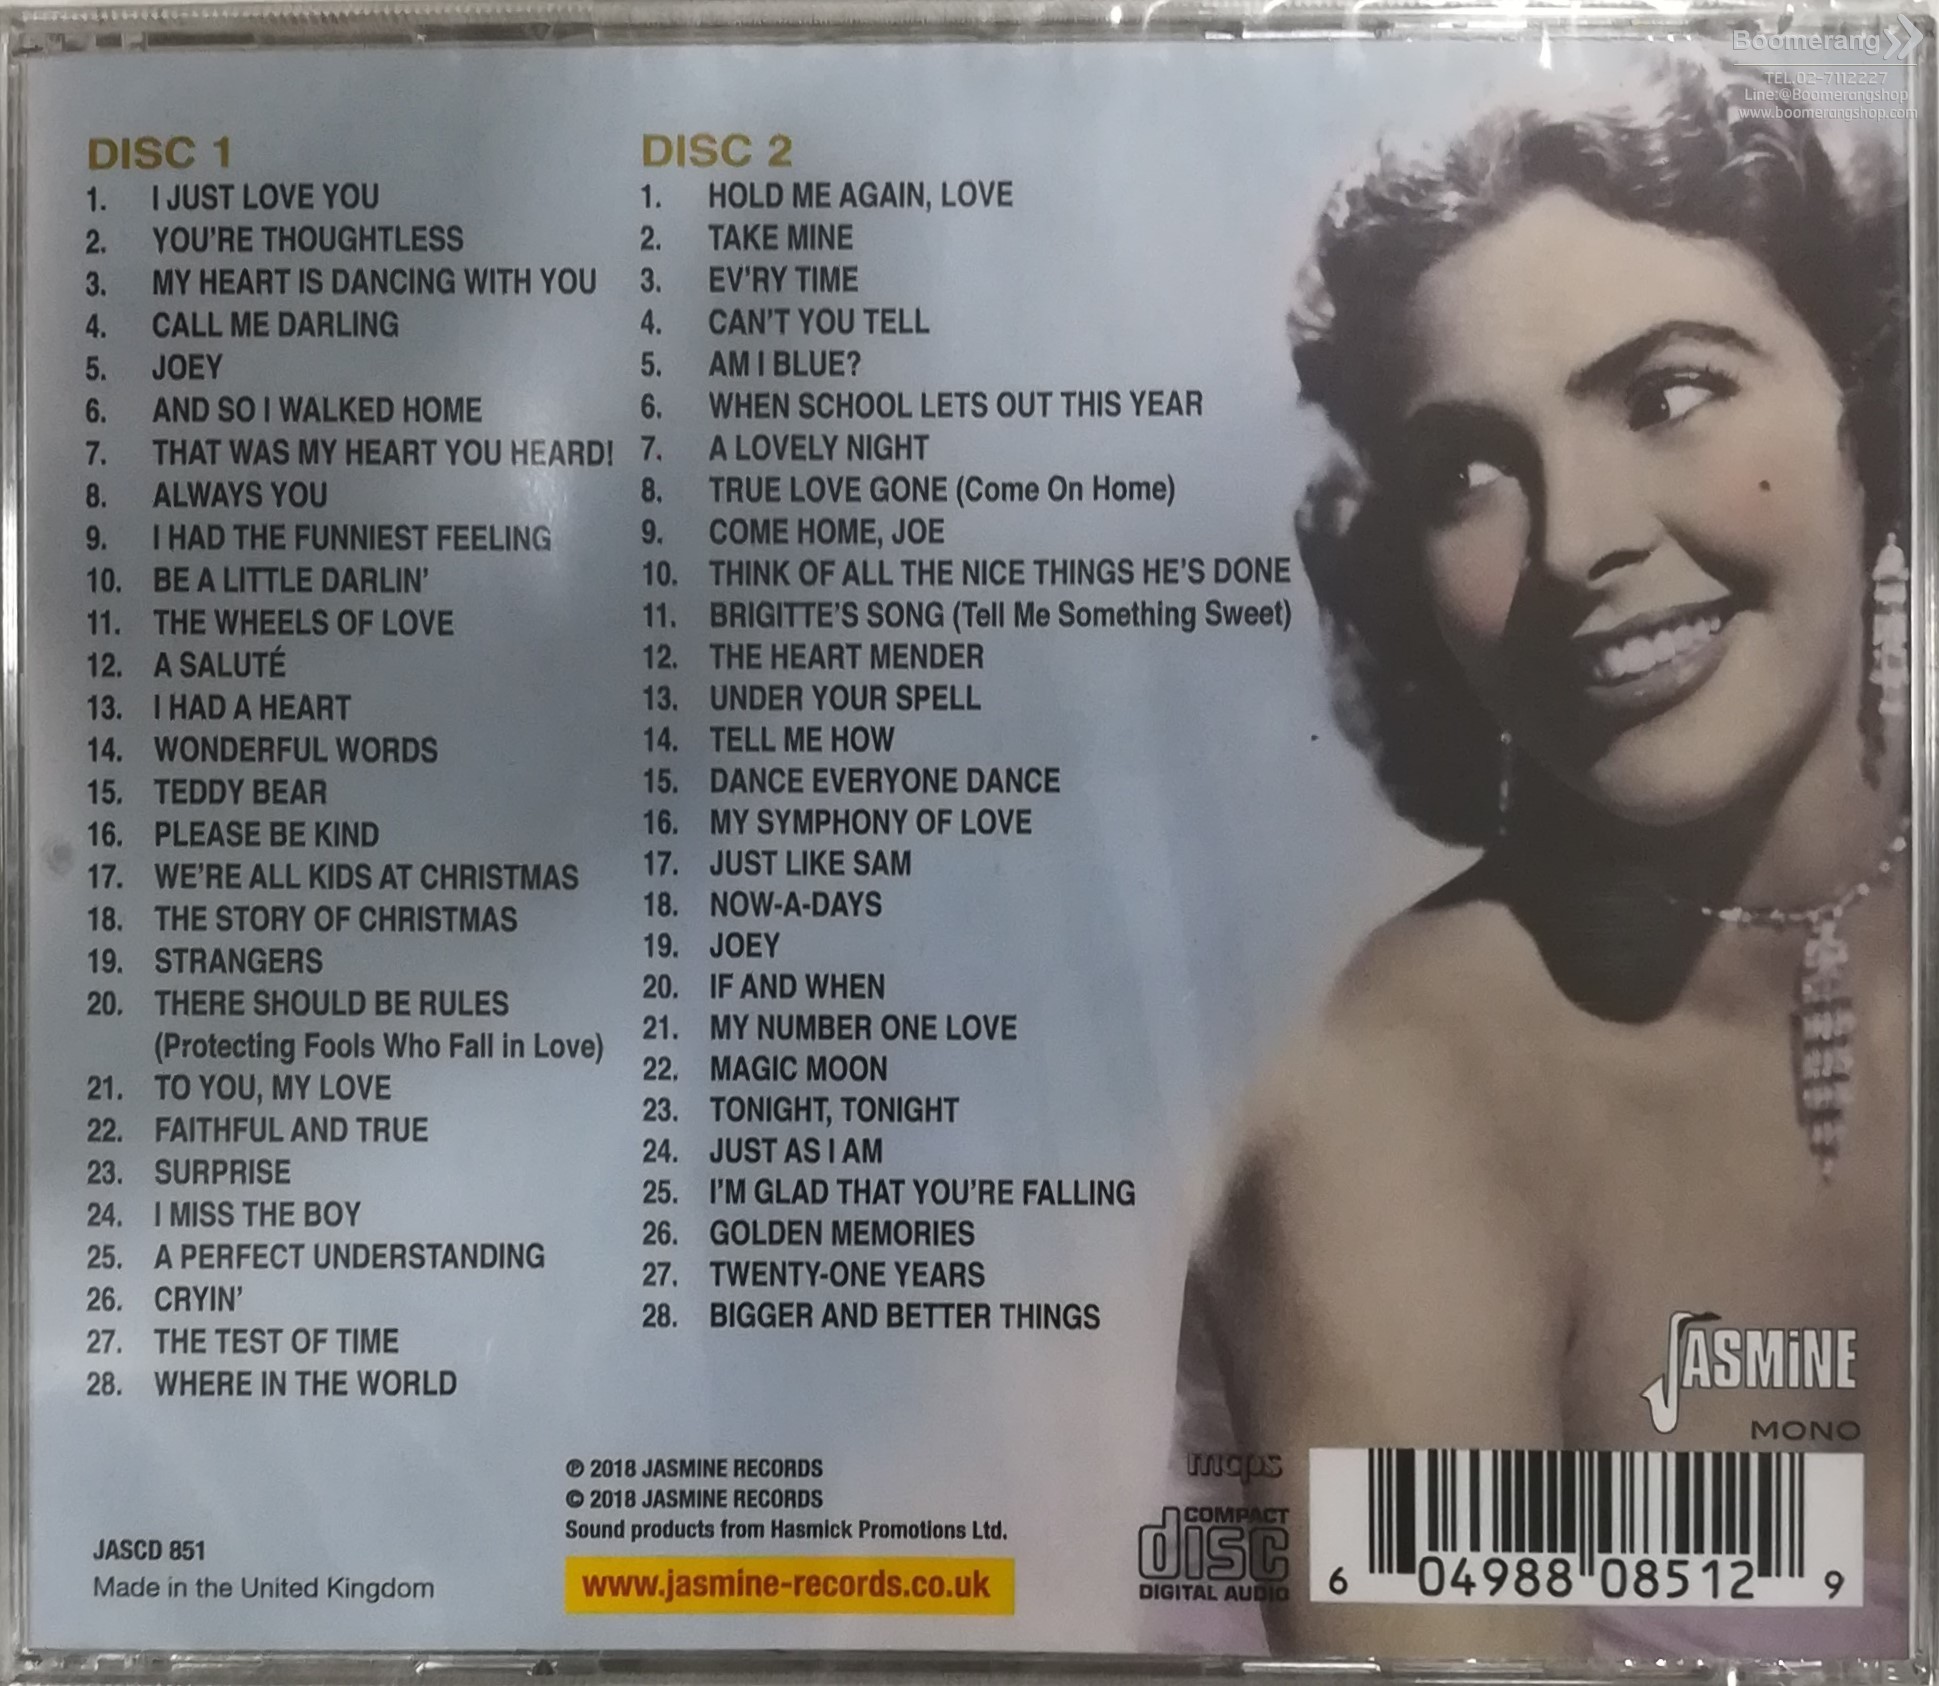 Boomerang
TEL.02-7112227
Line:@Boomerangshop
www.boomerangshop.com
DISC 1
1. I JUST LOVE YOU
2. YOU'RE THOUGHTLESS
3. MY HEART IS DANCING WITH YOU
4. CALL ME DARLING
5. JOEY
6. AND SO I WALKED HOME
7. THAT WAS MY HEART YOU HEARD!
8. ALWAYS YOU
9. I HAD THE FUNNIEST FEELING
10. BE A LITTLE DARLIN'
11. THE WHEELS OF LOVE
12. A SALUTÉ
13. I HAD A HEART
14. WONDERFUL WORDS
15. TEDDY BEAR
16. PLEASE BE KIND
17. WE'RE ALL KIDS AT CHRISTMAS
18. THE STORY OF CHRISTMAS
19. STRANGERS
20. THERE SHOULD BE RULES
(Protecting Fools Who Fall in Love)
21. TO YOU, MY LOVE
22. FAITHFUL AND TRUE
23. SURPRISE
24. I MISS THE BOY
25. A PERFECT UNDERSTANDING
26. CRYIN'
27. THE TEST OF TIME
28. WHERE IN THE WORLD
DISC 2
1. HOLD ME AGAIN, LOVE
2. TAKE MINE
3. EV'RY TIME
4. CAN'T YOU TELL
5. AM I BLUE?
6. WHEN SCHOOL LETS OUT THIS YEAR
7. A LOVELY NIGHT
8. TRUE LOVE GONE (Come On Home)
9. COME HOME, JOE
10. THINK OF ALL THE NICE THINGS HE'S DONE
11. BRIGITTE'S SONG (Tell Me Something Sweet)
12. THE HEART MENDER
13. UNDER YOUR SPELL
14. TELL ME HOW
15. DANCE EVERYONE DANCE
16. MY SYMPHONY OF LOVE
17. JUST LIKE SAM
18. NOW-A-DAYS
19. JOEY
20. IF AND WHEN
21. MY NUMBER ONE LOVE
22. MAGIC MOON
23. TONIGHT, TONIGHT
24. JUST AS I AM
25. I'M GLAD THAT YOU'RE FALLING
26. GOLDEN MEMORIES
27. TWENTY-ONE YEARS
28. BIGGER AND BETTER THINGS
JASMiNE
MONO
℗ 2018 JASMINE RECORDS
© 2018 JASMINE RECORDS
Sound products from Hasmick Promotions Ltd.
www.jasmine-records.co.uk
JASCD 851
Made in the United Kingdom
mcps
COMPACT
disc
DIGITAL AUDIO
6 04988 08512 9